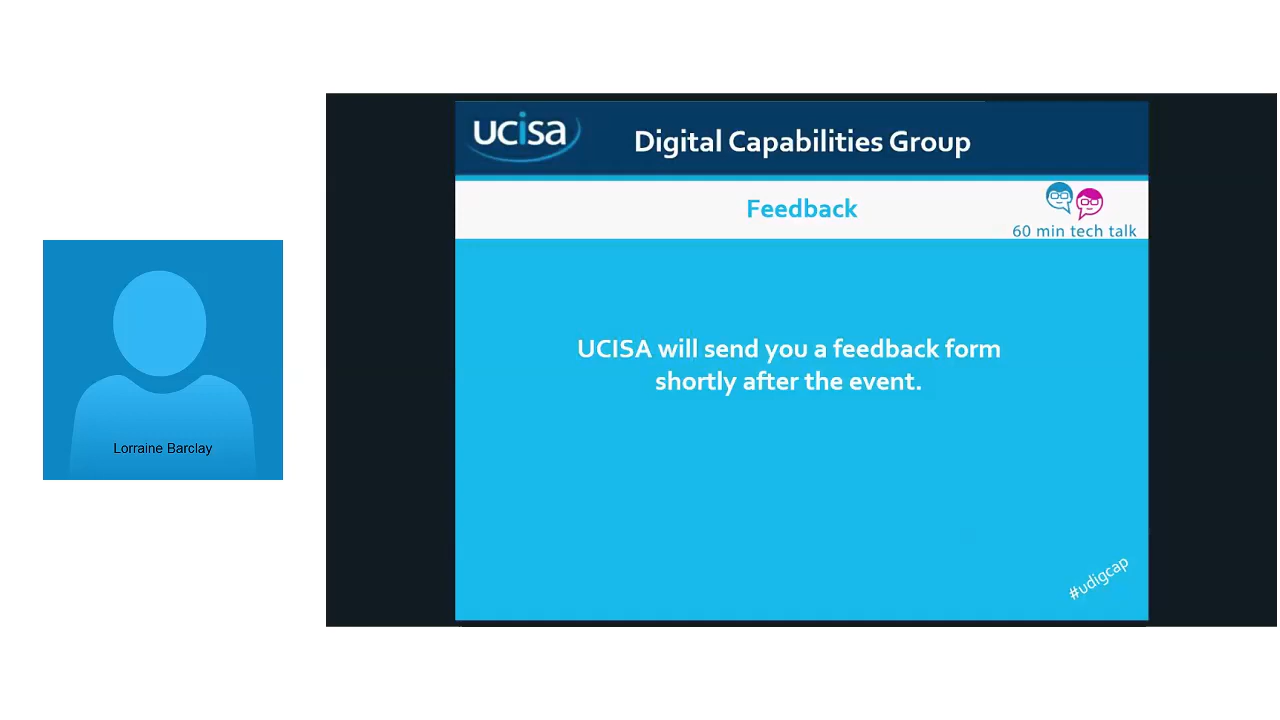 ucisa
Digital Capabilities Group
Feedback
60 min tech talk
UCISA will send you a feedback form
shortly after the event.
Lorraine Barclay
#udigcap